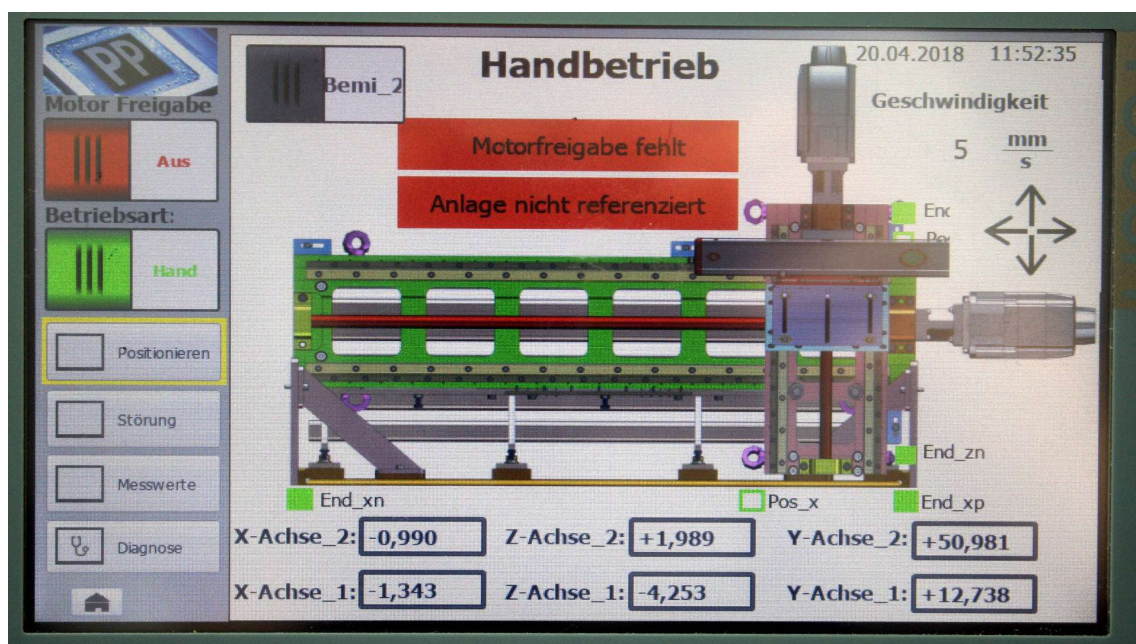 PP
Motor Freigabe
Aus
Betriebsart:
Hand
Positionieren
Störung
Messwerte
Diagnose
Bemi_2
Handbetrieb
20.04.2018 11:52:35
Geschwindigkeit
5 mm
s
Motorfreigabe fehlt
Anlage nicht referenziert
End_zn
End_xn
Pos_x
End_xp
X-Achse_2: -0,990 Z-Achse_2: +1,989 Y-Achse_2: +50,981
X-Achse_1: -1,343 Z-Achse_1: -4,253 Y-Achse_1: +12,738